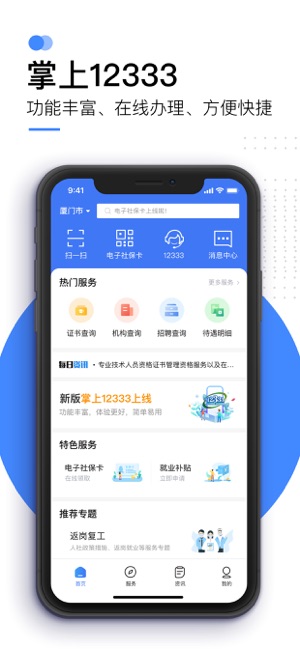 掌上12333
功能丰富、在线办理、方便快捷
9:41
厦门市
电子社保卡上线啦！
扫一扫 电子社保卡 12333 消息中心
热门服务 更多服务 >
证书查询 机构查询 招聘查询 待遇明细
每日资讯 • 专业技术人员资格证书管理资格服务以及在...
新版掌上12333上线
功能丰富，体验更好，简单易用
12333
特色服务
电子社保卡 就业补贴
在线领取 立即申请
推荐专题
返岗复工
人社政策措施、返岗就业等服务专题
首页 服务 资讯 我的